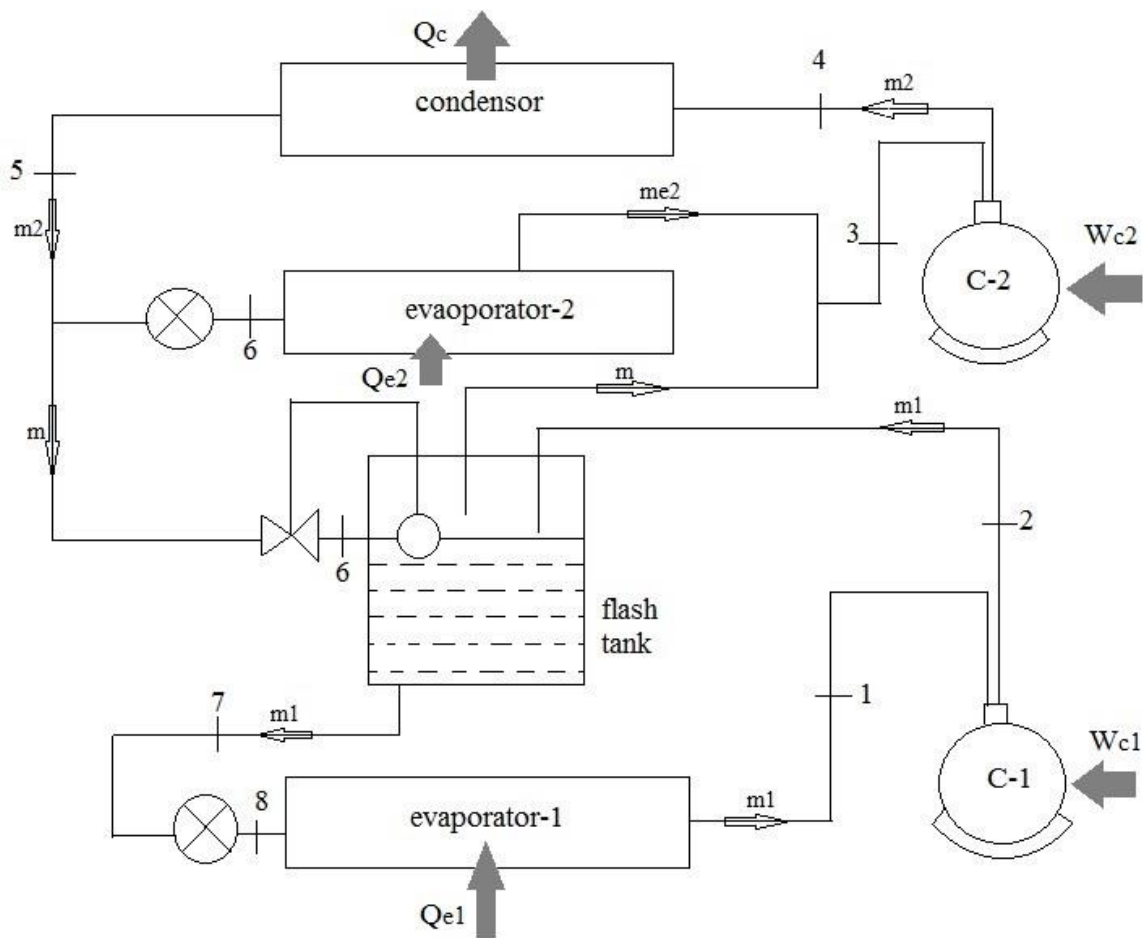 Qc
4
m2
condensor
5
m2
me2
3
Wc2
C-2
evaoporator-2
6
Qe2
m
m1
m
2
6
flash
tank
7
m1
1
Wc1
C-1
8
evaporator-1
m1
Qe1